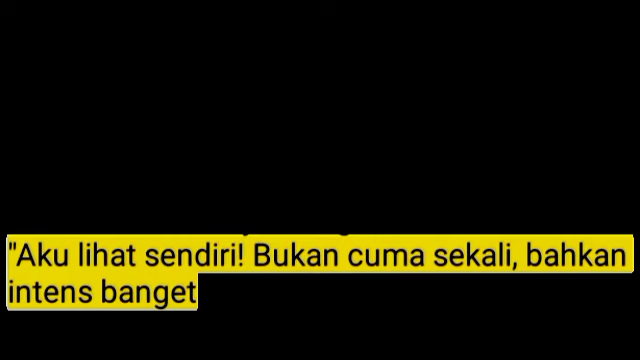 "Aku lihat sendiri! Bukan cuma sekali, bahkan
intens banget